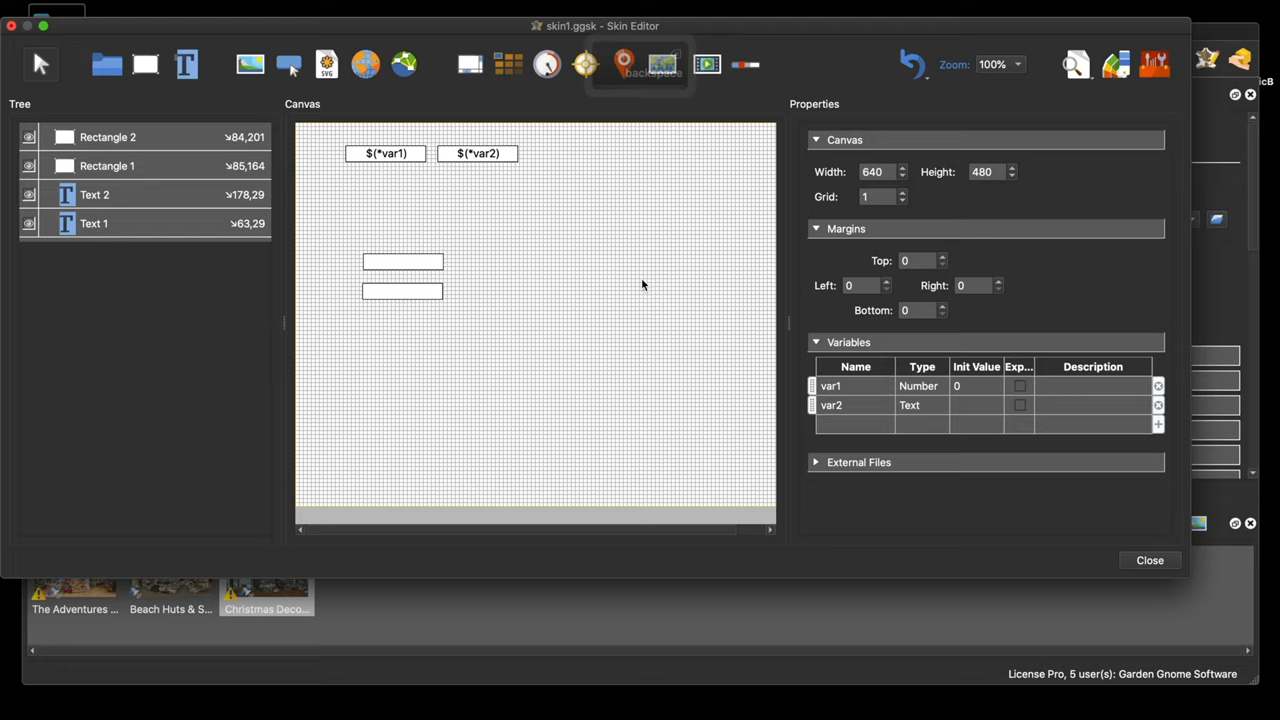 skin1.ggsk - Skin Editor
SVG
backspace
Zoom: 100%
Tree
Canvas
Properties
Rectangle 2 ↘84,201
Rectangle 1 ↘85,164
T Text 2 ↘178,29
T Text 1 ↘63,29
$(*var1) $(*var2)
Canvas
Width: 640 Height: 480
Grid: 1
Margins
Top: 0
Left: 0 Right: 0
Bottom: 0
Variables
Name Type Init Value Exp... Description
var1 Number 0
var2 Text
External Files
Close
The Adventures ... Beach Huts & S... Christmas Deco...
License Pro, 5 user(s): Garden Gnome Software